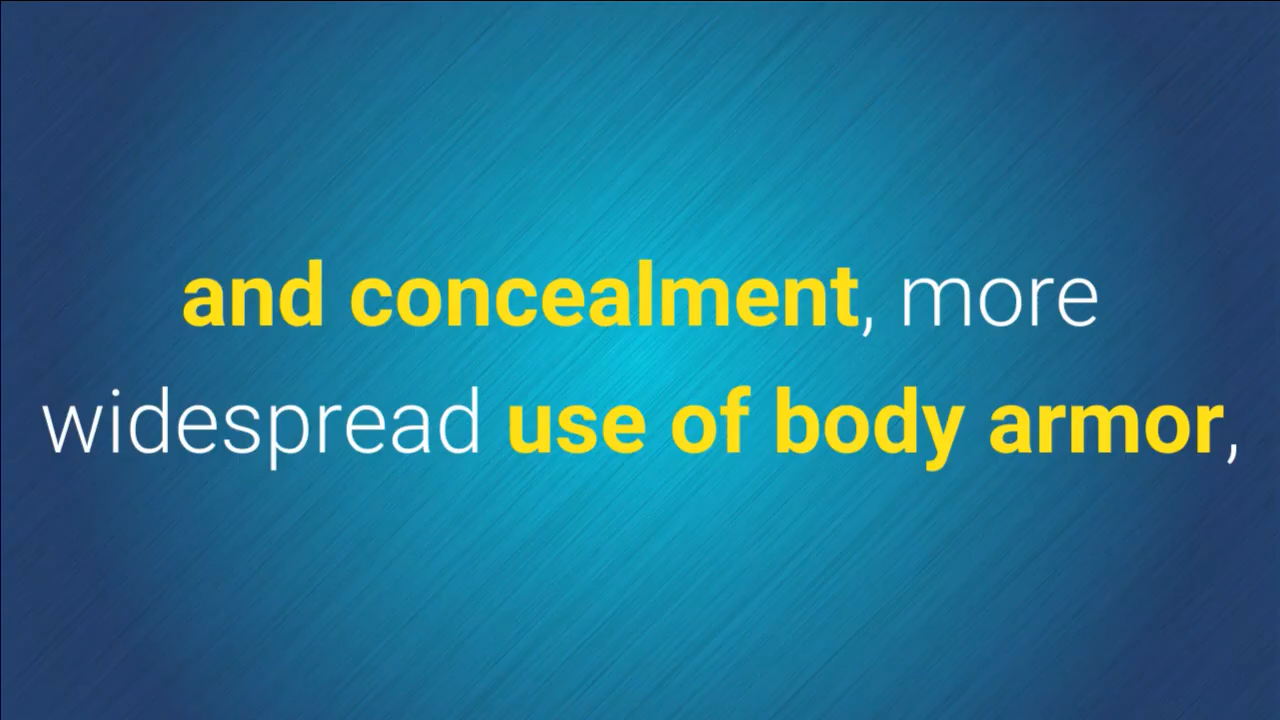 and concealment, more
widespread use of body armor,